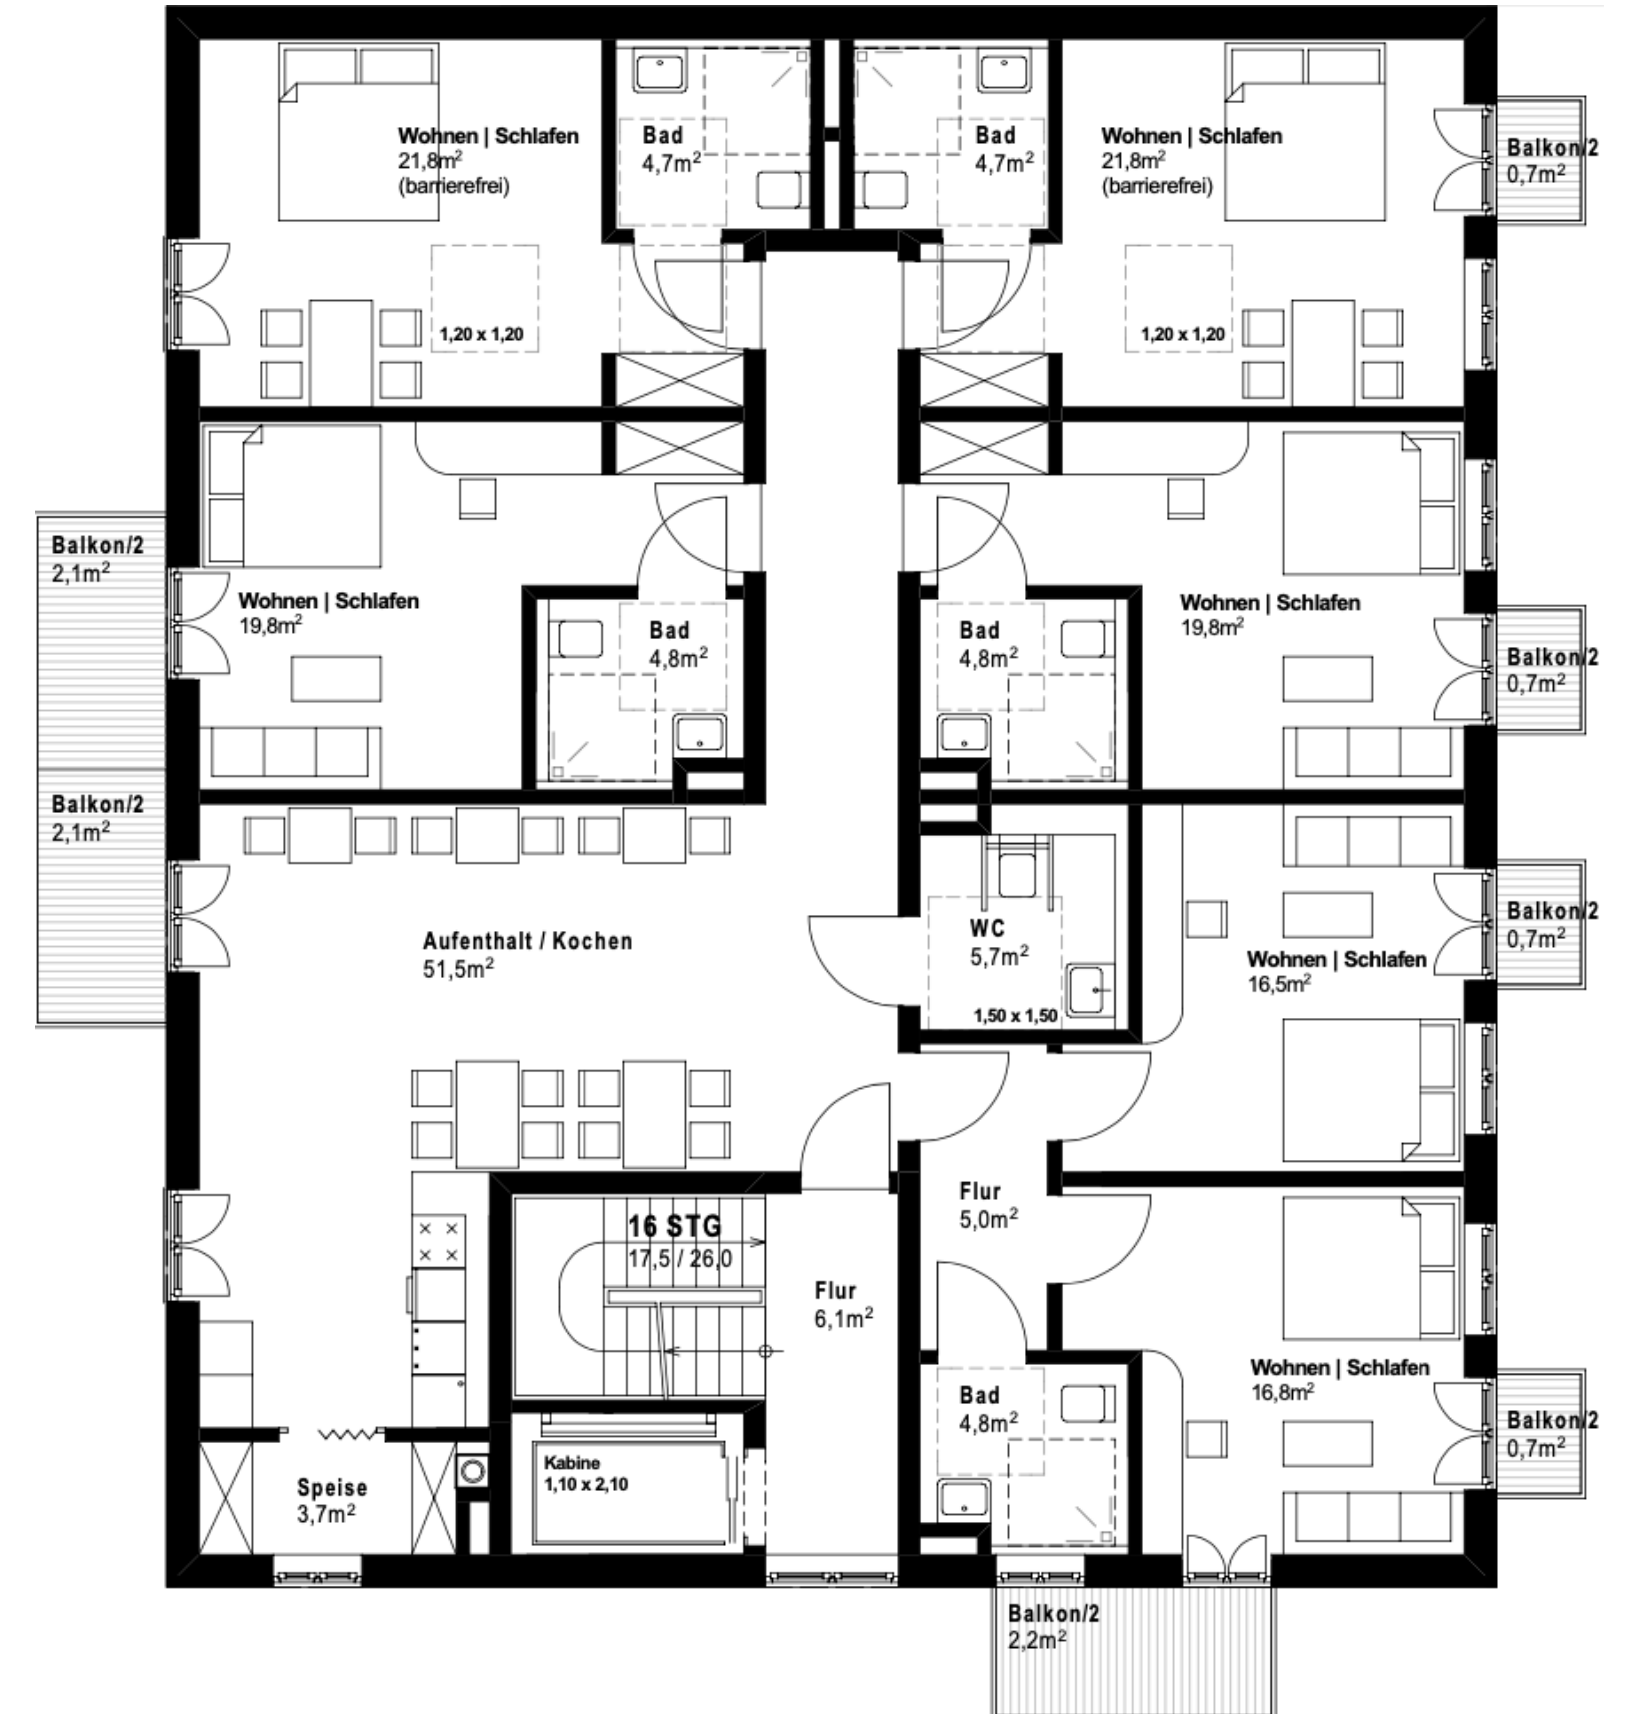 Wohnen | Schlafen
21,8m²
(barrierefrei)
Bad
4,7m²
Bad
4,7m²
Wohnen | Schlafen
21,8m²
(barrierefrei)
Balkon/2
0,7m²
1,20 x 1,20
1,20 x 1,20
Balkon/2
2,1m²
Wohnen | Schlafen
19,8m²
Bad
4,8m²
Bad
4,8m²
Wohnen | Schlafen
19,8m²
Balkon/2
0,7m²
Balkon/2
2,1m²
Aufenthalt / Kochen
51,5m²
WC
5,7m²
1,50 x 1,50
Wohnen | Schlafen
16,5m²
Balkon/2
0,7m²
Flur
5,0m²
16 STG
17,5 / 26,0
Flur
6,1m²
Wohnen | Schlafen
16,8m²
Bad
4,8m²
Balkon/2
0,7m²
Kabine
1,10 x 2,10
Speise
3,7m²
Balkon/2
2,2m²